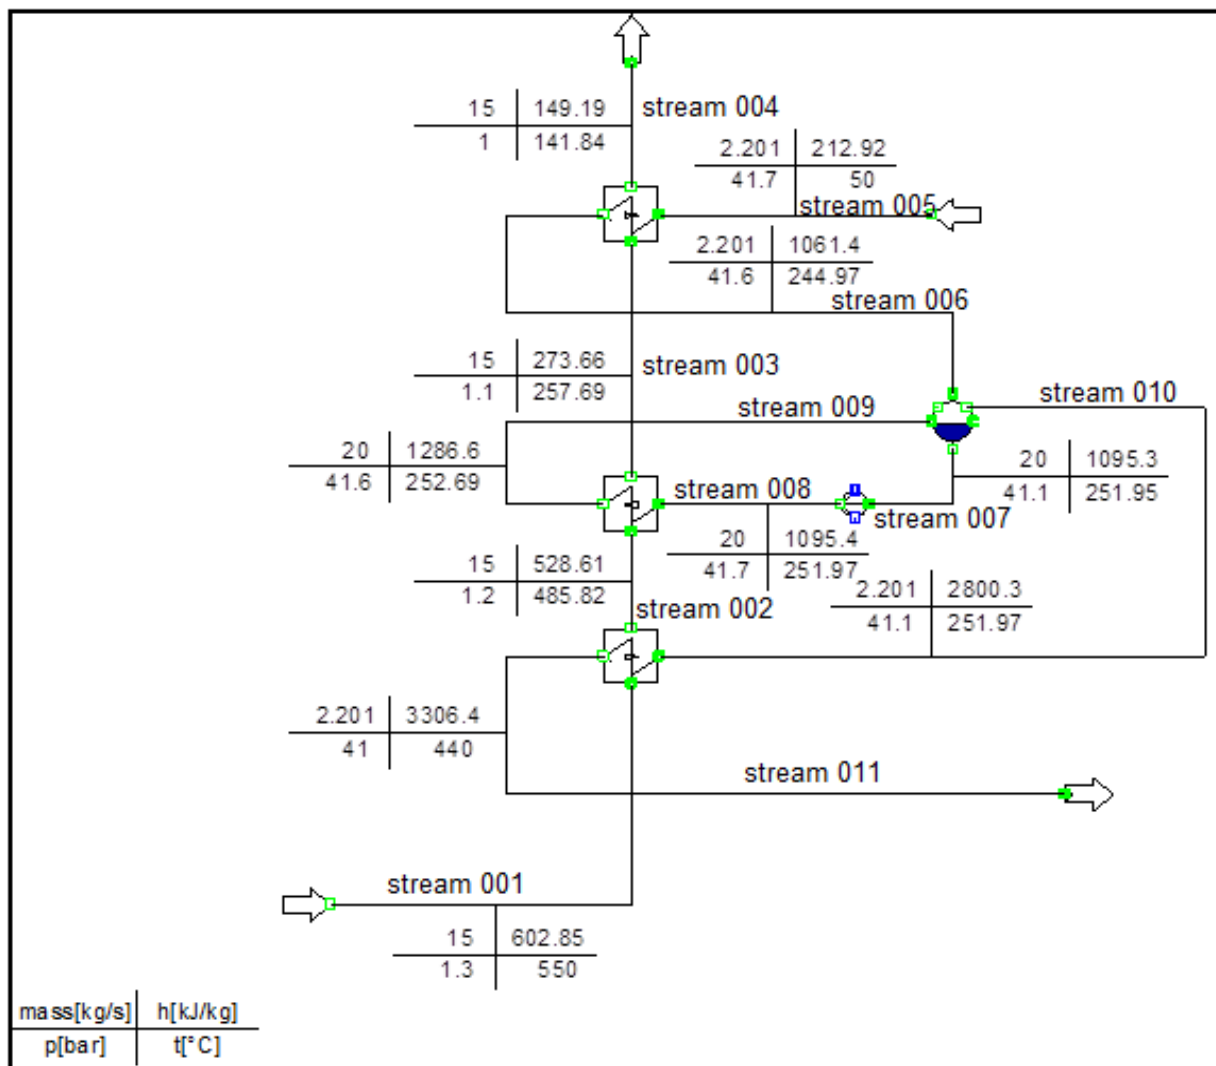 15 149.19 stream 004
1 141.84
2.201 212.92
41.7 50
stream 005
2.201 1061.4
41.6 244.97
stream 006
15 273.66 stream 003
1.1 257.69
stream 010
stream 009
20 1286.6
41.6 252.69
20 1095.3
41.1 251.95
stream 008
stream 007
20 1095.4
41.7 251.97
15 528.61
1.2 485.82
2.201 2800.3
41.1 251.97
stream 002
2.201 3306.4
41 440
stream 011
stream 001
15 602.85
1.3 550
mass[kg/s] h[kJ/kg]
p[bar] t[°C]